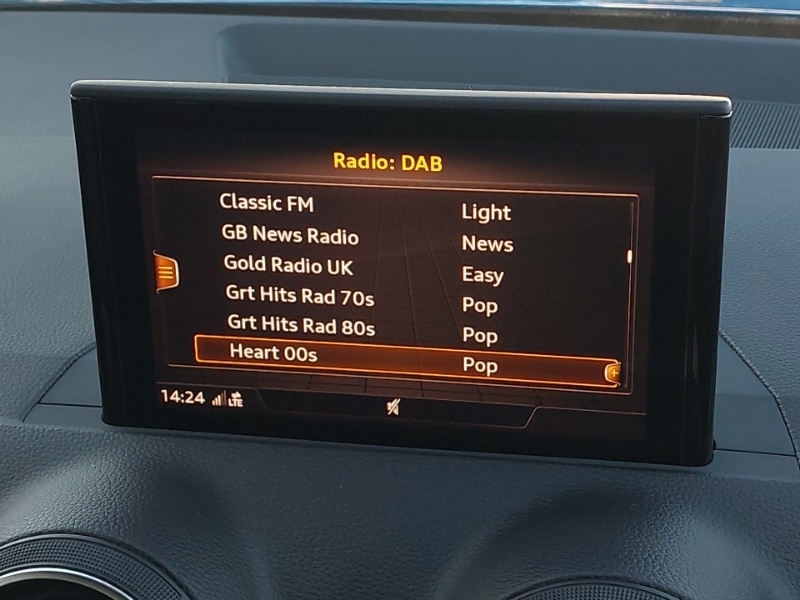 Radio: DAB
Classic FM Light
GB News Radio News
Gold Radio UK Easy
Grt Hits Rad 70s Pop
Grt Hits Rad 80s Pop
Heart 00s Pop
14:24 LTE